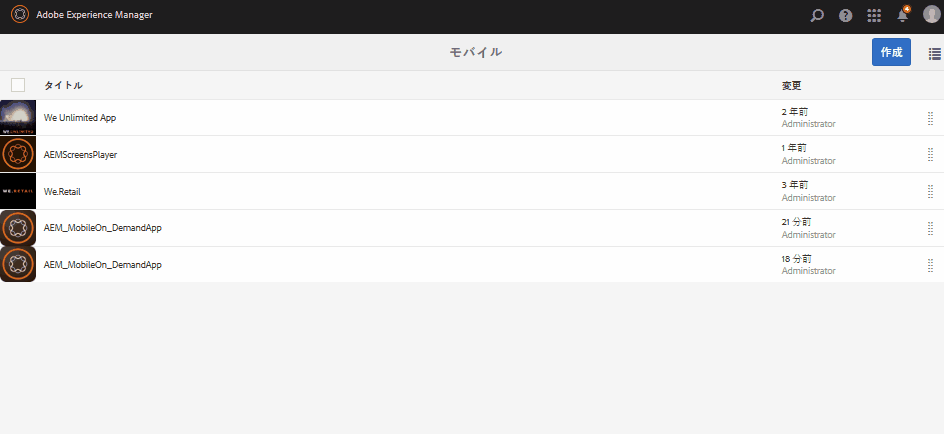 Adobe Experience Manager
4
モバイル
作成
タイトル 変更
We Unlimited App 2 年前
Administrator
AEMScreensPlayer 1 年前
Administrator
WE.RETAIL We.Retail 3 年前
Administrator
AEM_MobileOn_DemandApp 21 分前
Administrator
AEM_MobileOn_DemandApp 18 分前
Administrator